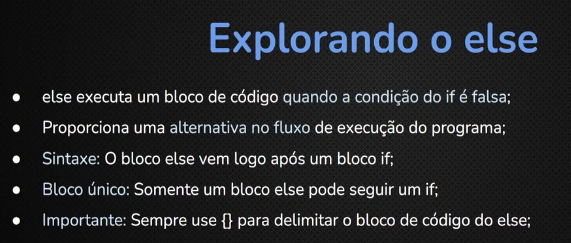 Explorando o else
● else executa um bloco de código quando a condição do if é falsa;
● Proporciona uma alternativa no fluxo de execução do programa;
● Sintaxe: O bloco else vem logo após um bloco if;
● Bloco único: Somente um bloco else pode seguir um if;
● Importante: Sempre use {} para delimitar o bloco de código do else;